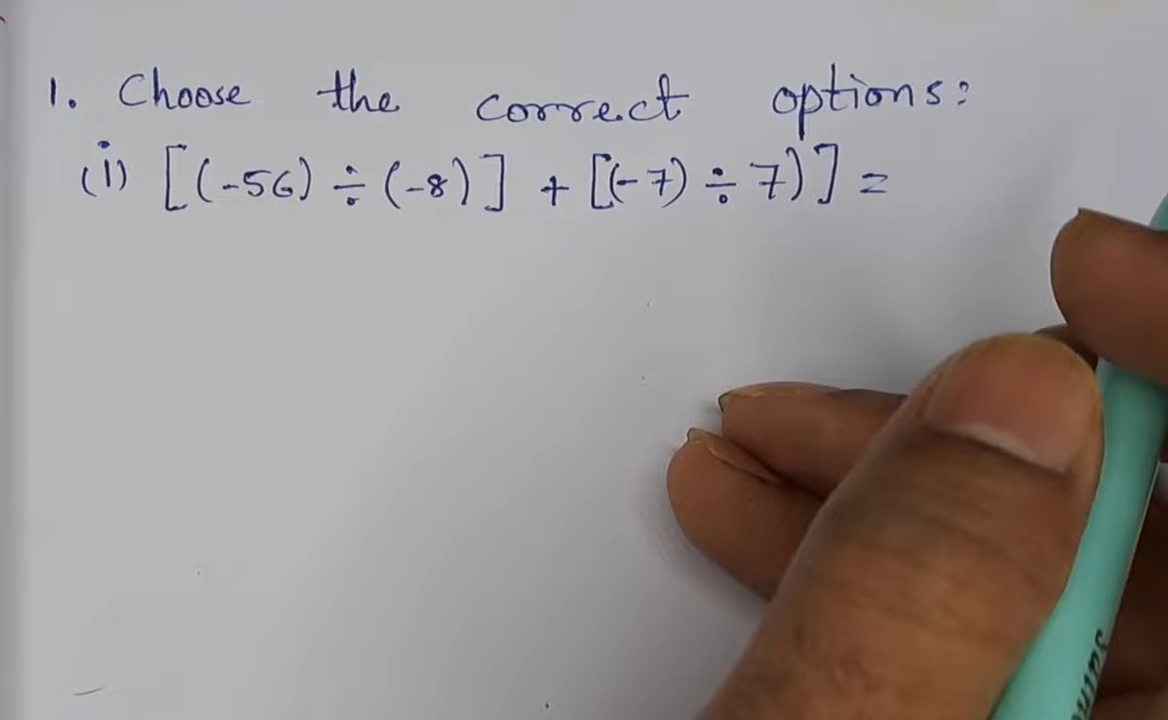 1. Choose the correct options:
(i) [(-56) ÷ (-8)] + [(-7) ÷ 7)] =